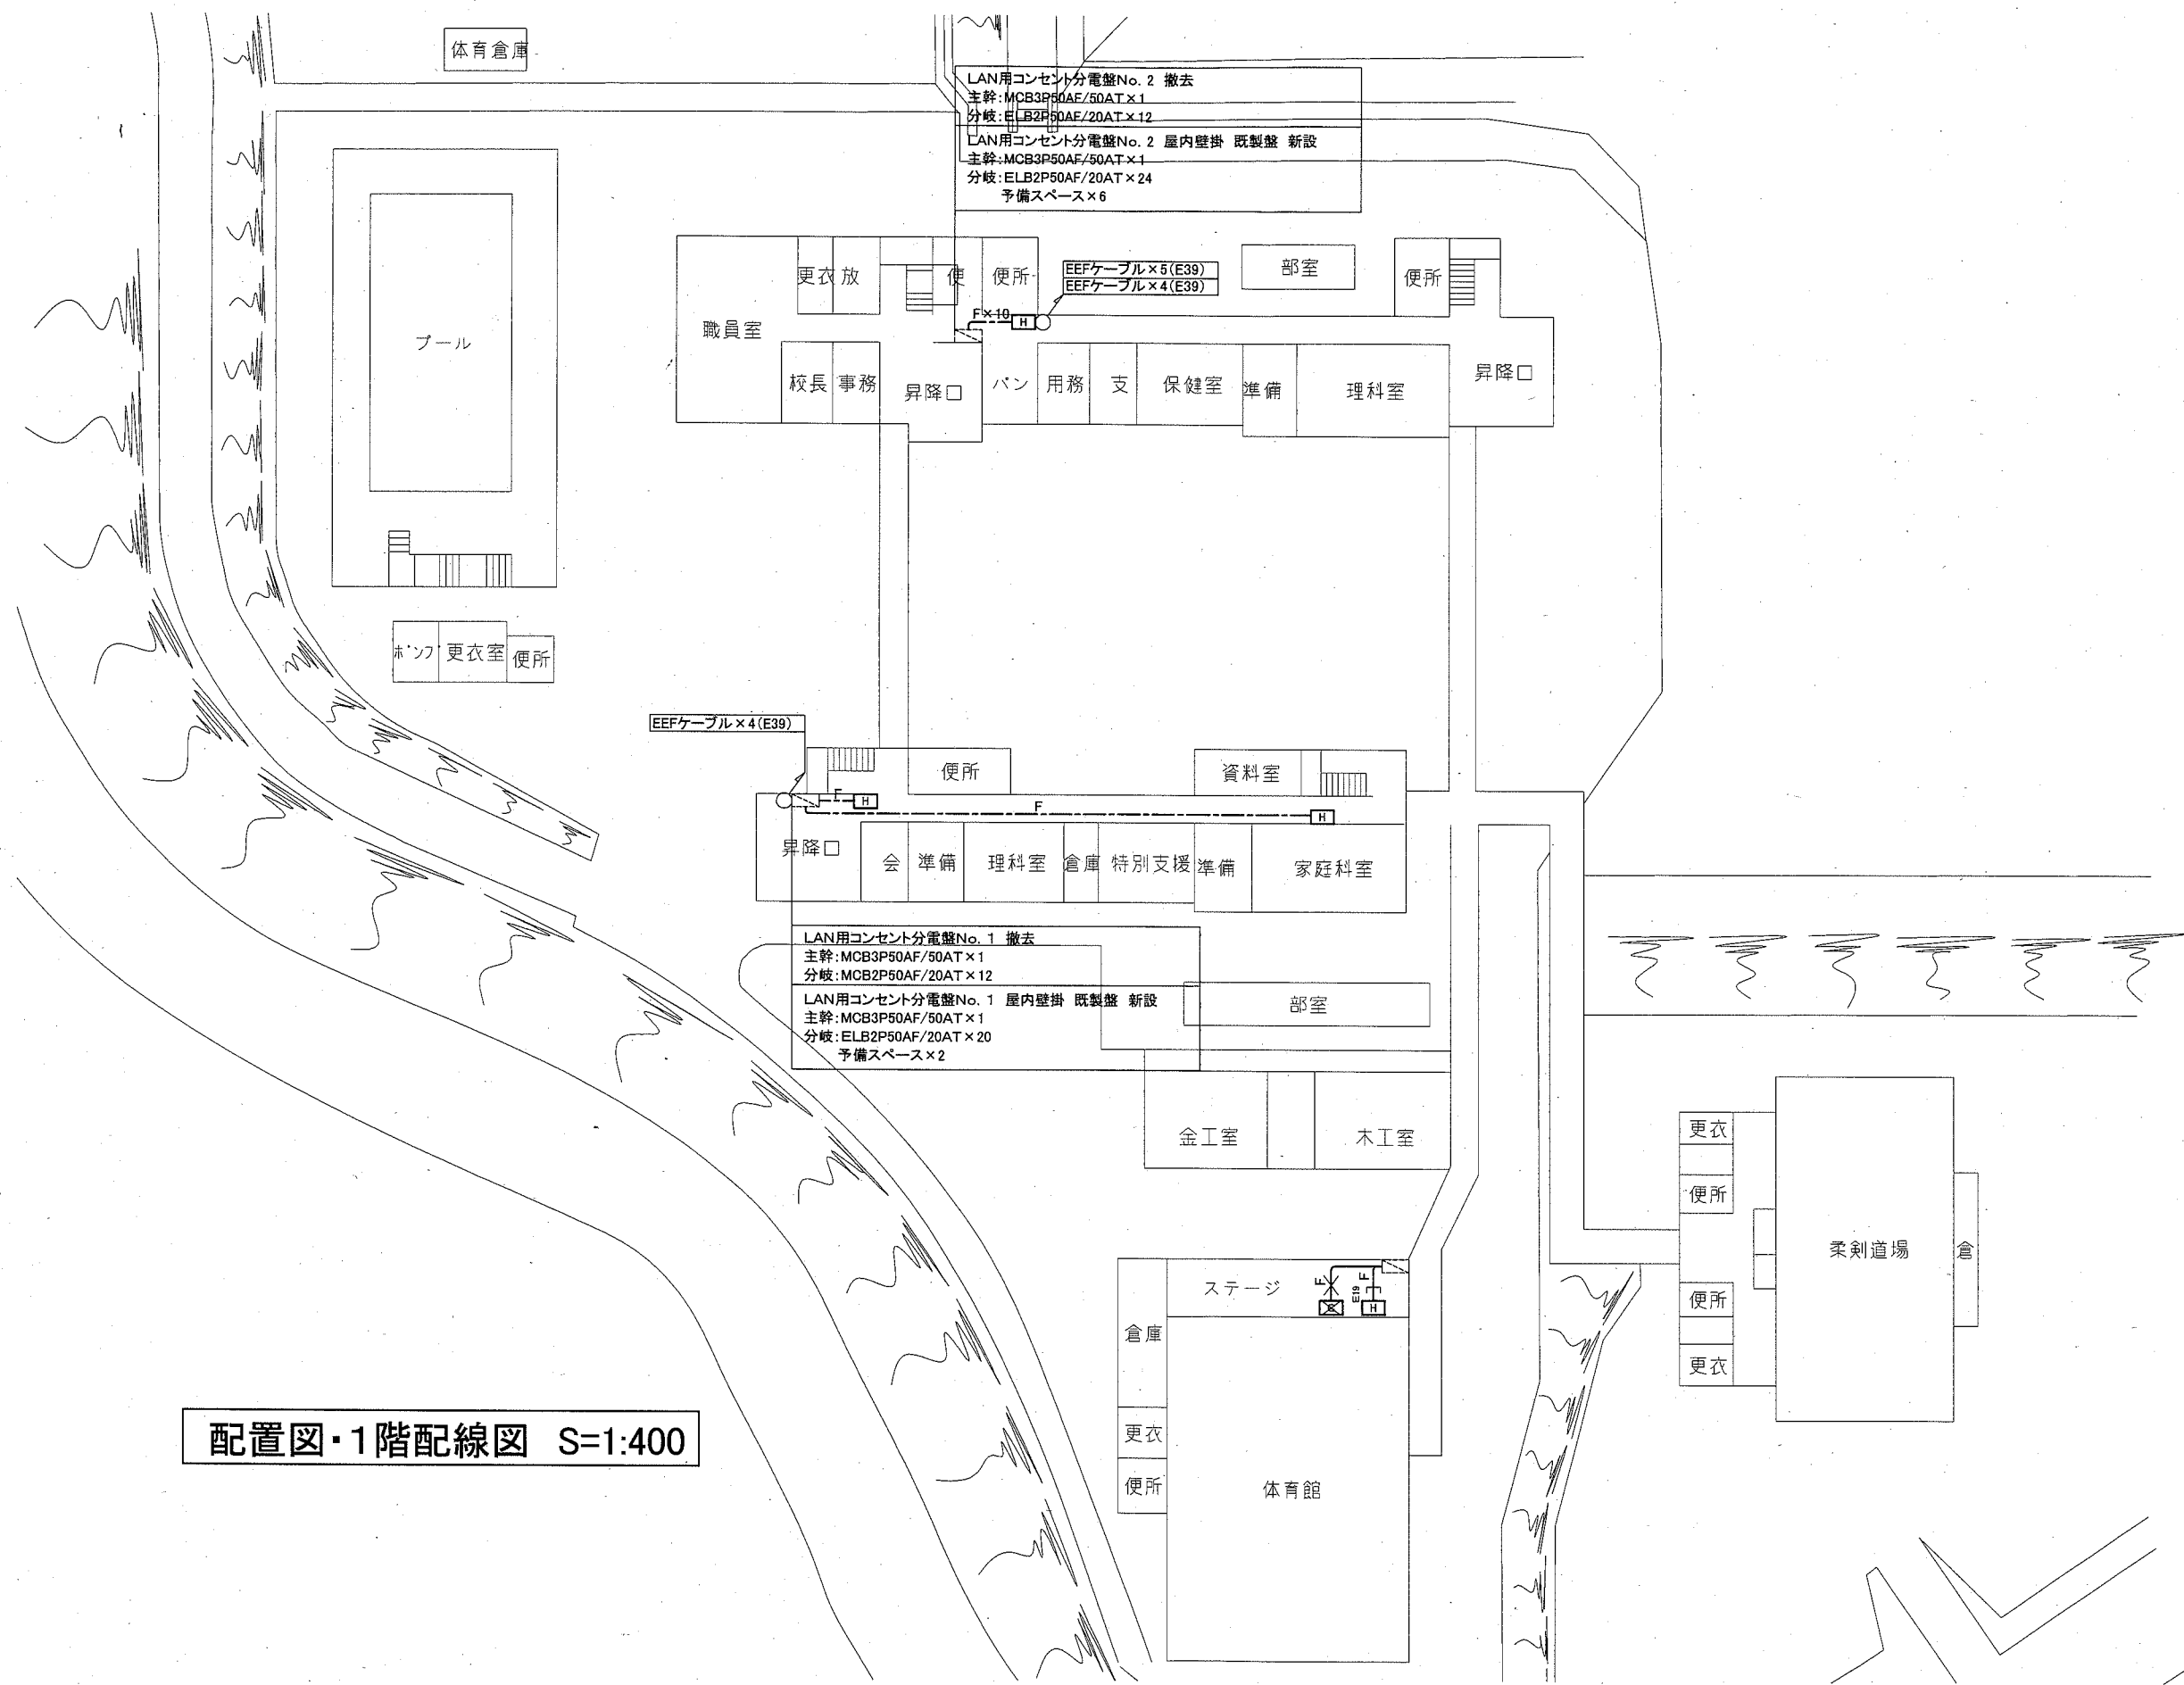 体育倉庫
LAN用コンセント分電盤No. 2 撤去
主幹:MCB3P50AF/50AT×1
分岐:ELB2P50AF/20AT×12
LAN用コンセント分電盤No. 2 屋内壁掛 既製盤 新設
主幹:MCB3P50AF/50AT×1
分岐:ELB2P50AF/20AT×24
予備スペース×6
プール
職員室
更衣
放
便
便所
EEFケーブル×5(E39)
EEFケーブル×4(E39)
部室
便所
F×10
H
校長
事務
昇降口
パン
用務
支
保健室
準備
理科室
昇降口
ポンプ
更衣室
便所
EEFケーブル×4(E39)
便所
資料室
F
H
F
H
昇降口
会
準備
理科室
倉庫
特別支援
準備
家庭科室
LAN用コンセント分電盤No. 1 撤去
主幹:MCB3P50AF/50AT×1
分岐:MCB2P50AF/20AT×12
LAN用コンセント分電盤No. 1 屋内壁掛 既製盤 新設
主幹:MCB3P50AF/50AT×1
分岐:ELB2P50AF/20AT×20
予備スペース×2
部室
金工室
木工室
更衣
便所
柔剣道場
倉
便所
更衣
ステージ
F
F
E19
H
倉庫
更衣
便所
体育館
配置図・1階配線図 S=1:400